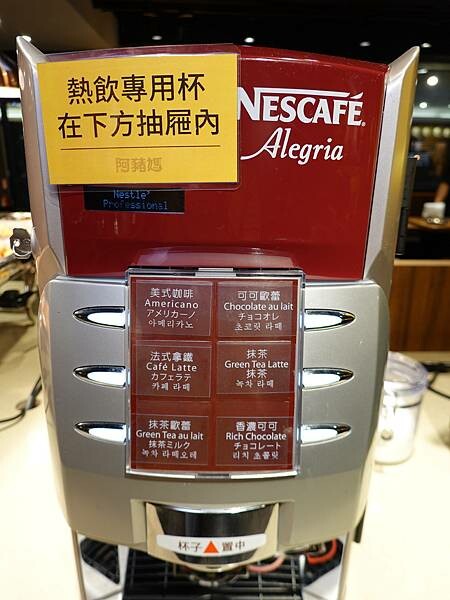 熱飲專用杯
在下方抽屜內
阿豬媽
NESCAFÉ®
Alegria
Nestle'
Professional
美式咖啡
Americano
アメリカーノ
아메리카노
可可歐蕾
Chocolate au lait
チョコオレ
초코릿 라떼
法式拿鐵
Café Latte
カフェラテ
카페 라떼
抹茶
Green Tea Latte
抹茶
녹차 라떼
抹茶歐蕾
Green Tea au lait
抹茶ミルク
녹차 라떼오레
香濃可可
Rich Chocolate
チョコレート
리치 초콜릿
杯子▲置中